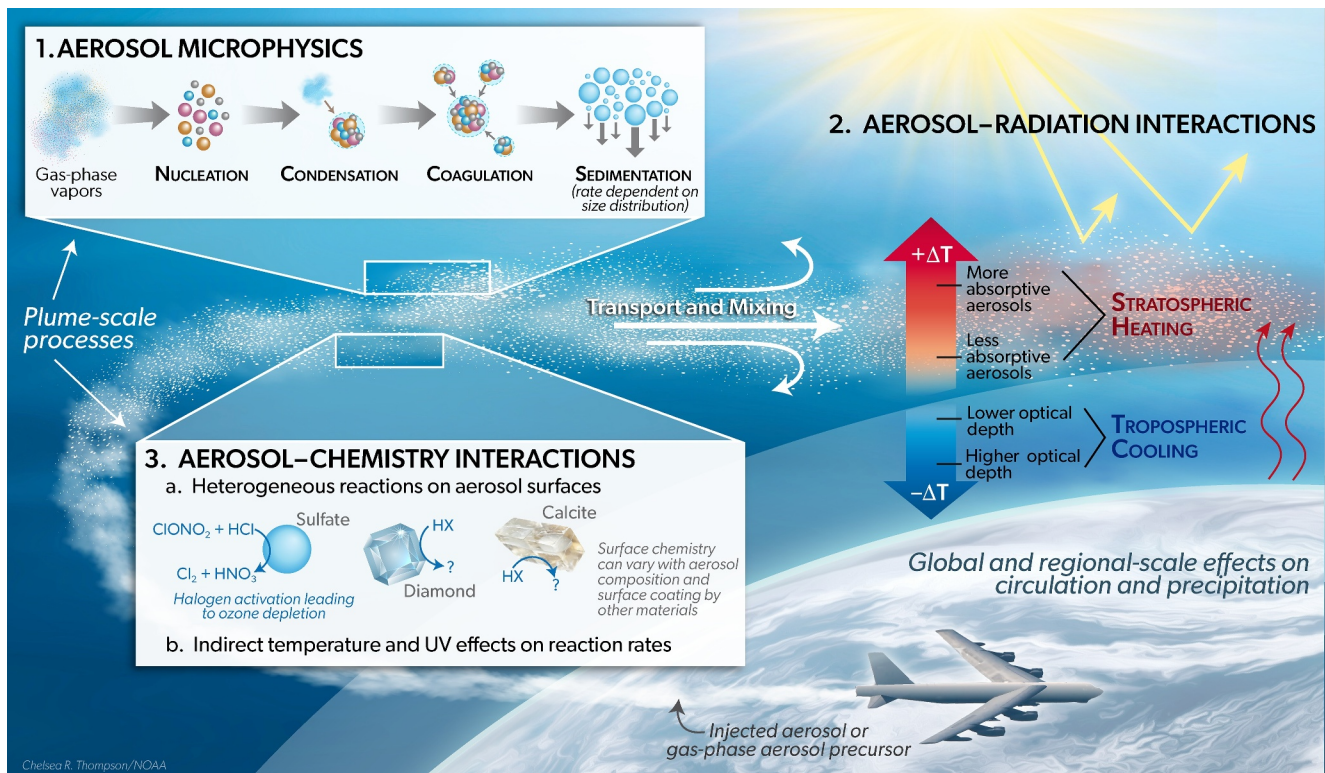 1. AEROSOL MICROPHYSICS
Gas-phase
vapors
NUCLEATION
CONDENSATION
COAGULATION
SEDIMENTATION
(rate dependent on
size distribution)
2. AEROSOL–RADIATION INTERACTIONS
Plume-scale
processes
Transport and Mixing
+ΔT
More
absorptive
aerosols
Less
absorptive
aerosols
STRATOSPHERIC
HEATING
Lower optical
depth
Higher optical
depth
−ΔT
TROPOSPHERIC
COOLING
3. AEROSOL–CHEMISTRY INTERACTIONS
a. Heterogeneous reactions on aerosol surfaces
ClONO₂ + HCl
Cl₂ + HNO₃
Sulfate
Halogen activation leading
to ozone depletion
HX
?
Diamond
Calcite
HX
?
Surface chemistry
can vary with aerosol
composition and
surface coating by
other materials
b. Indirect temperature and UV effects on reaction rates
Global and regional-scale effects on
circulation and precipitation
Injected aerosol or
gas-phase aerosol precursor
Chelsea R. Thompson/NOAA